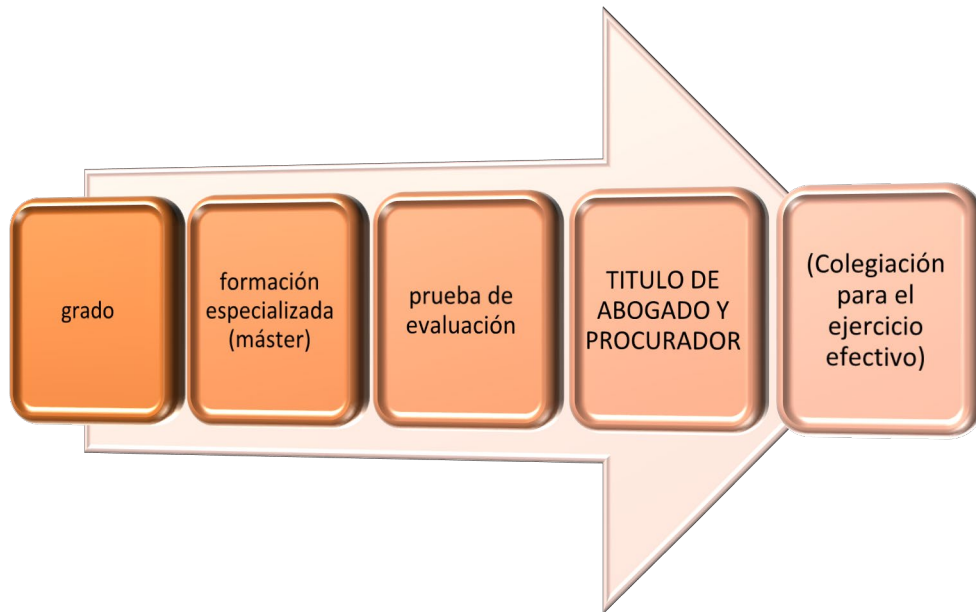 grado
formación
especializada
(máster)
prueba de
evaluación
TITULO DE
ABOGADO Y
PROCURADOR
(Colegiación
para el
ejercicio
efectivo)